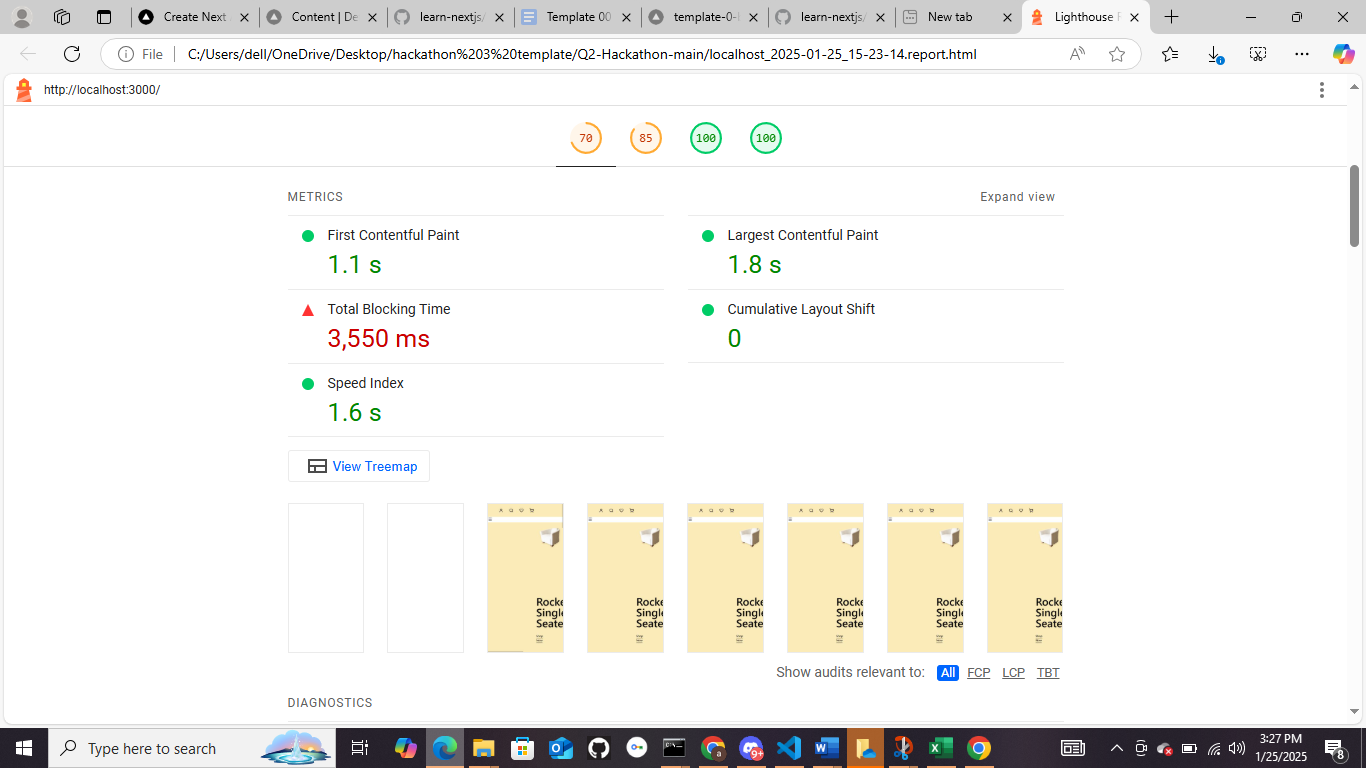 Create Next
Content | De
learn-nextjs/
Template 00
template-0-
learn-nextjs/
New tab
Lighthouse R
File
C:/Users/dell/OneDrive/Desktop/hackathon%203%20template/Q2-Hackathon-main/localhost_2025-01-25_15-23-14.report.html
http://localhost:3000/
70
85
100
100
METRICS
Expand view
First Contentful Paint
1.1 s
Largest Contentful Paint
1.8 s
Total Blocking Time
3,550 ms
Cumulative Layout Shift
0
Speed Index
1.6 s
View Treemap
Rocke Rocke Rocke Rocke Rocke Rocke
Single Single Single Single Single Single
Seate Seate Seate Seate Seate Seate
Show audits relevant to: All FCP LCP TBT
DIAGNOSTICS
Type here to search
9+
3:27 PM
1/25/2025
8